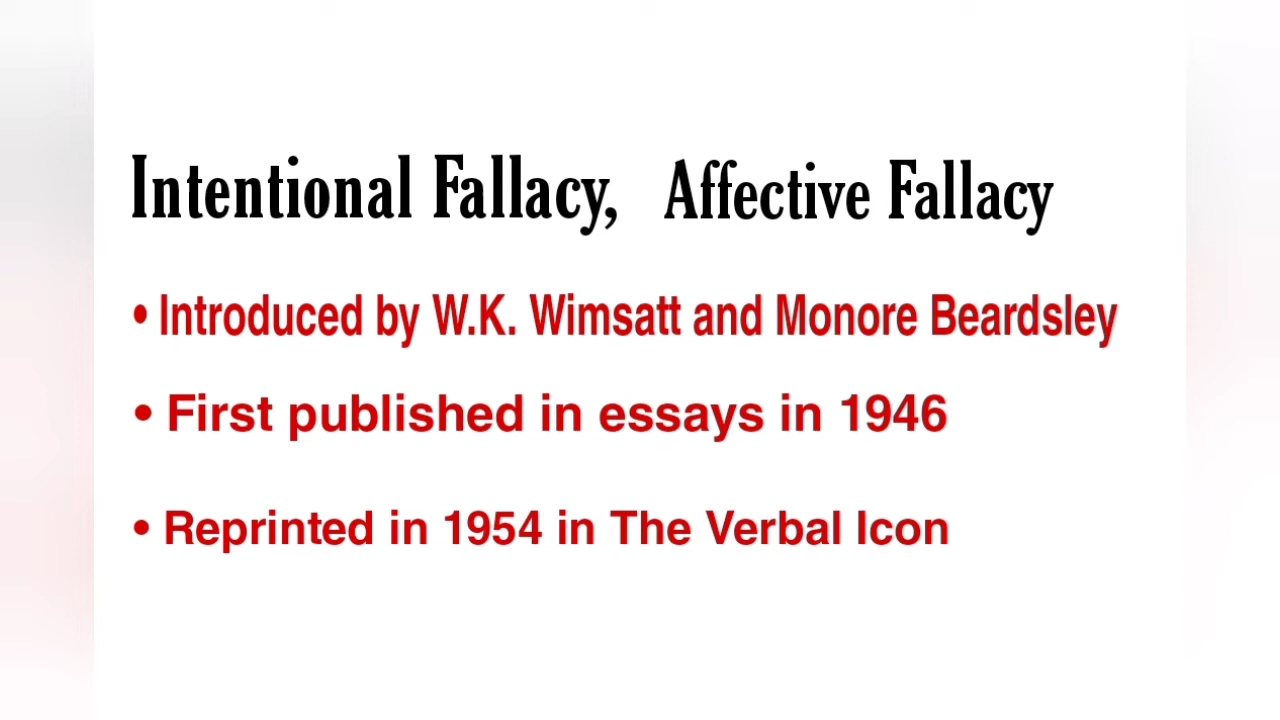 Intentional Fallacy, Affective Fallacy
• Introduced by W.K. Wimsatt and Monore Beardsley
• First published in essays in 1946
• Reprinted in 1954 in The Verbal Icon